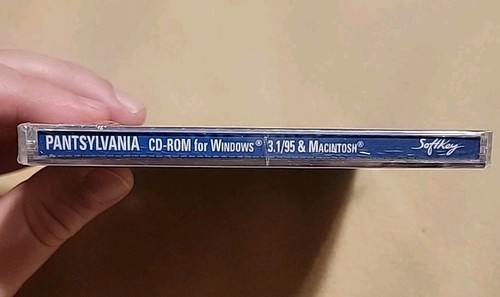 PANTSYLVANIA CD-ROM for WINDOWS® 3.1/95 & MACINTOSH® SoftKey